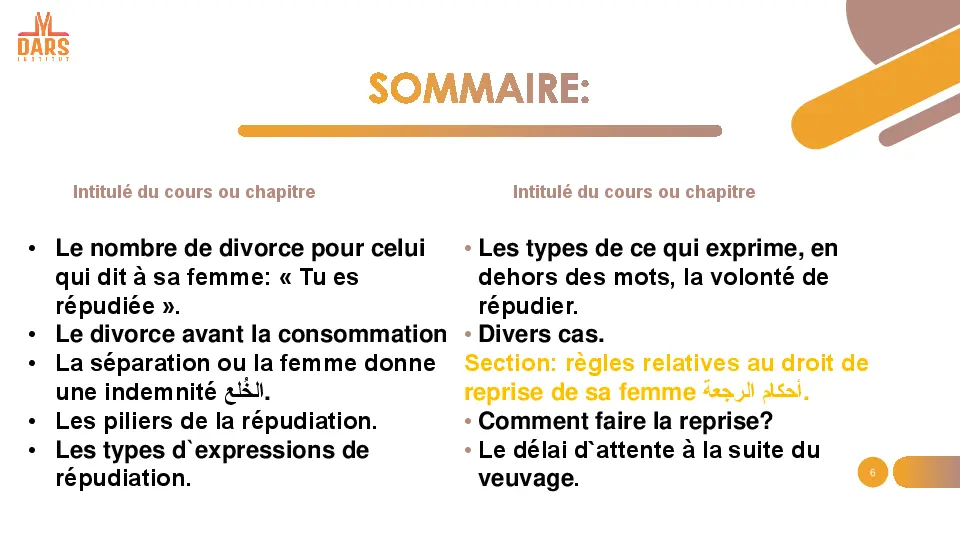 DARS
INSTITUT
SOMMAIRE:
Intitulé du cours ou chapitre
• Le nombre de divorce pour celui
qui dit à sa femme: « Tu es
répudiée ».
• Le divorce avant la consommation
• La séparation ou la femme donne
une indemnité الخُلع.
• Les piliers de la répudiation.
• Les types d`expressions de
répudiation.
Intitulé du cours ou chapitre
• Les types de ce qui exprime, en
dehors des mots, la volonté de
répudier.
• Divers cas.
Section: règles relatives au droit de
reprise de sa femme أحكام الرجعة.
• Comment faire la reprise?
• Le délai d`attente à la suite du
veuvage.
6